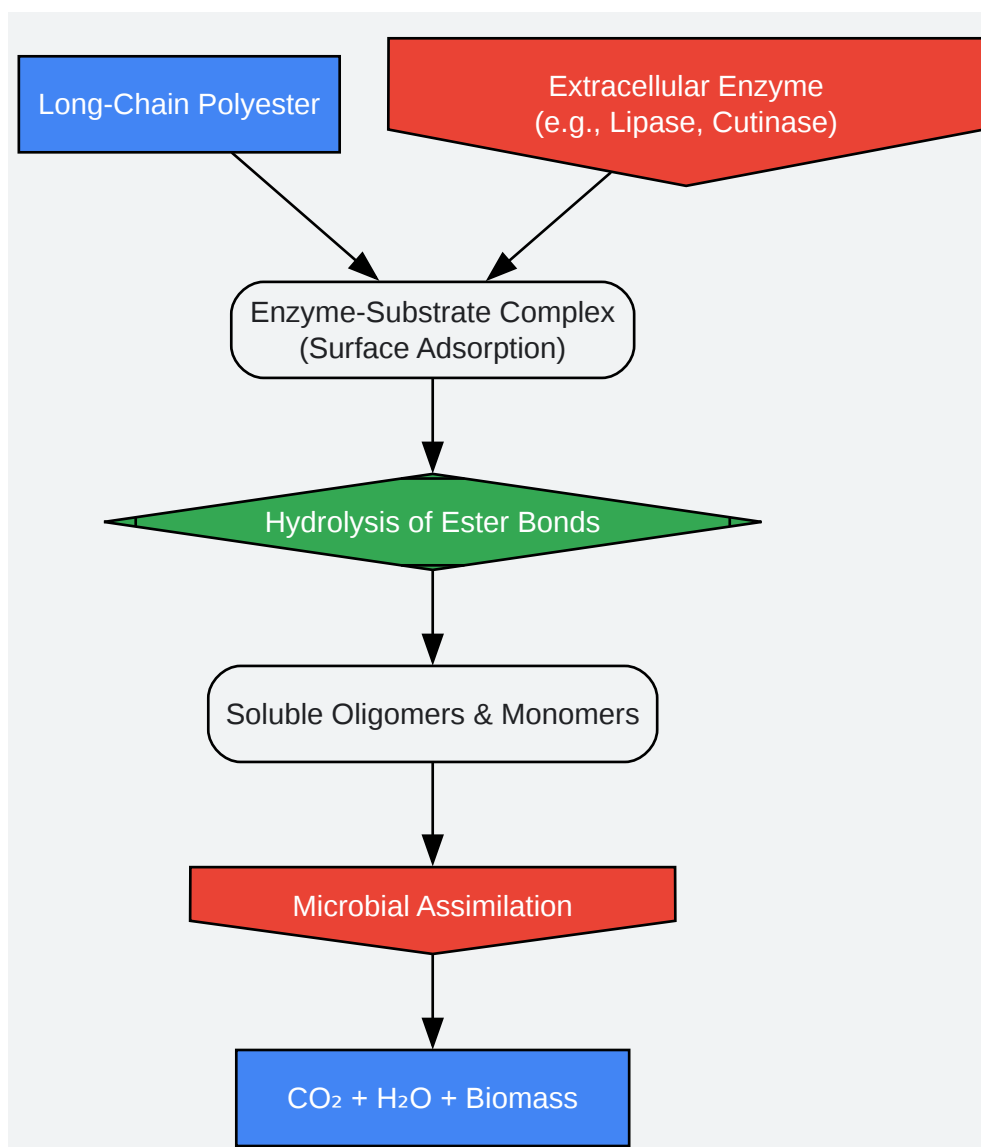 Long-Chain Polyester
Extracellular Enzyme
(e.g., Lipase, Cutinase)
Enzyme-Substrate Complex
(Surface Adsorption)
Hydrolysis of Ester Bonds
Soluble Oligomers & Monomers
Microbial Assimilation
CO₂ + H₂O + Biomass